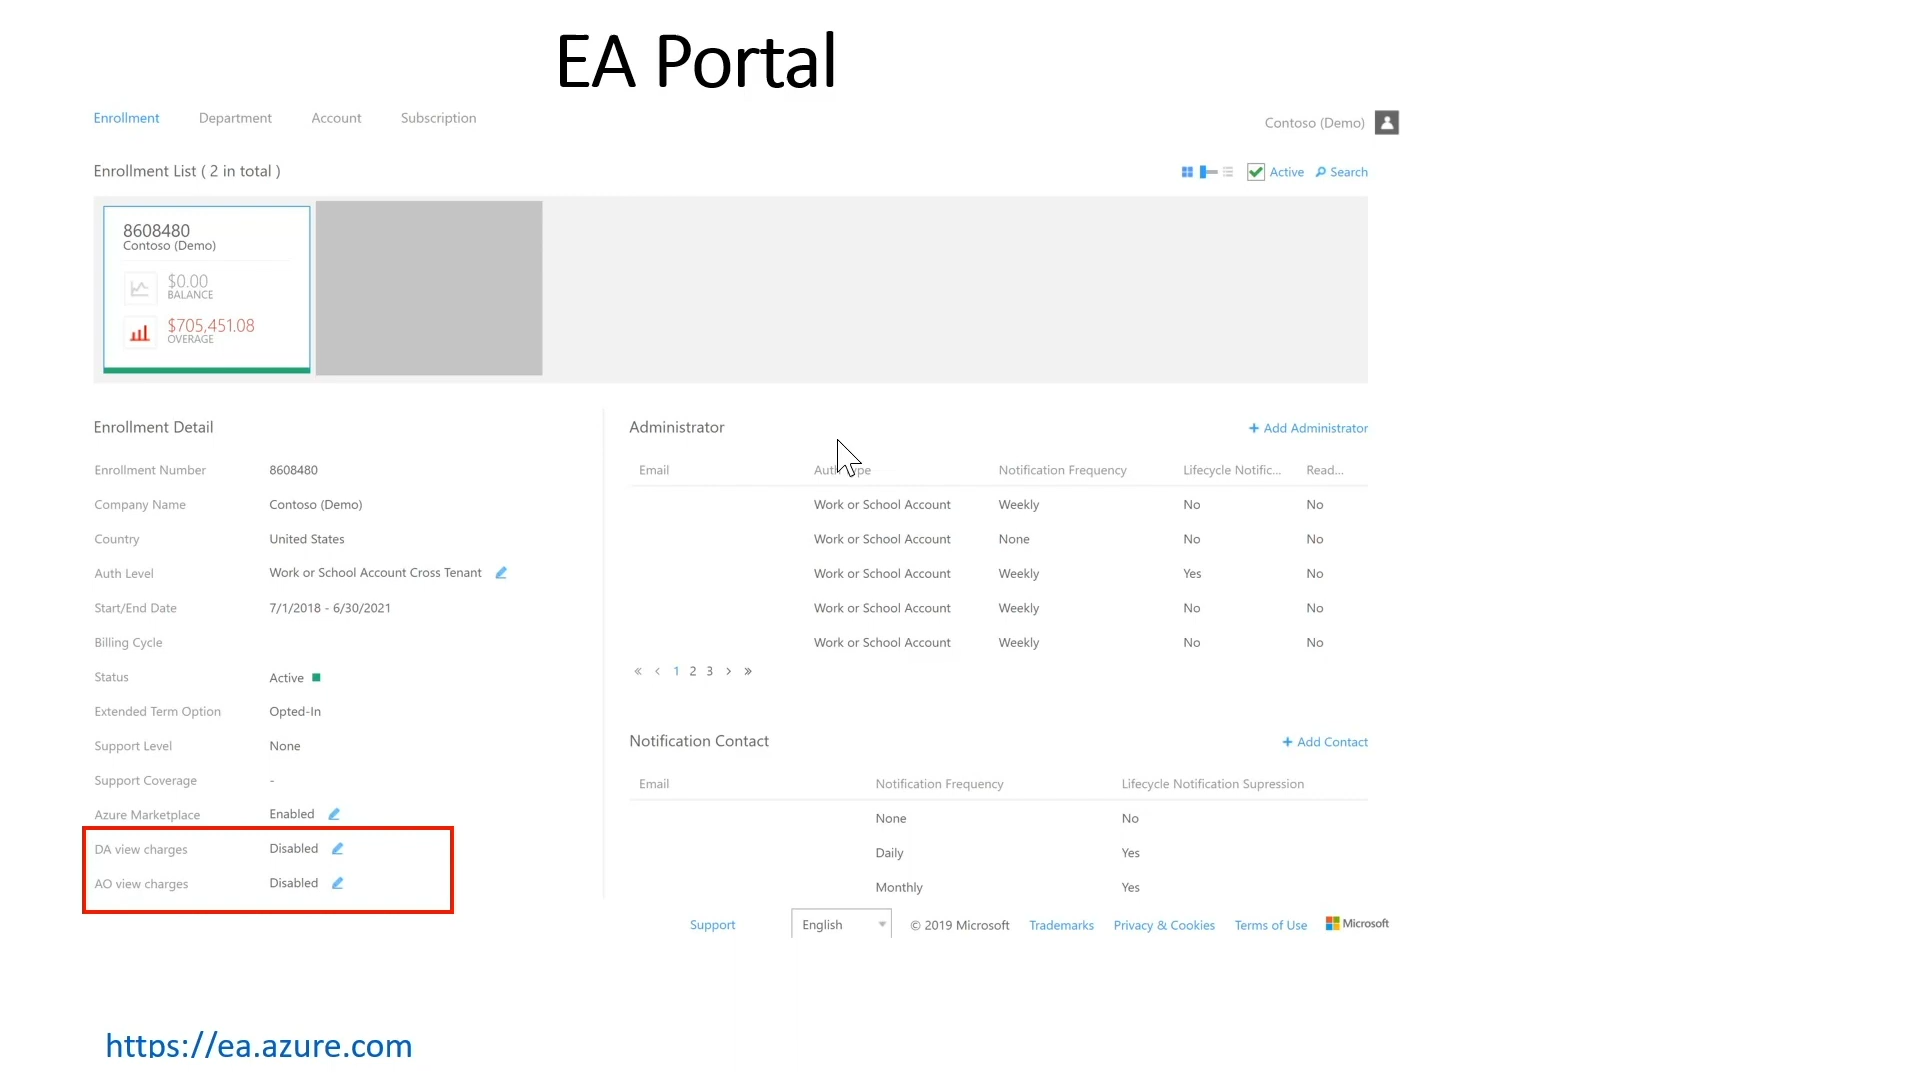 EA Portal
Enrollment Department Account Subscription
Contoso (Demo)
Enrollment List ( 2 in total )
Active Search
8608480
Contoso (Demo)
$0.00
BALANCE
$705,451.08
OVERAGE
Enrollment Detail
Enrollment Number 8608480
Company Name Contoso (Demo)
Country United States
Auth Level Work or School Account Cross Tenant
Start/End Date 7/1/2018 - 6/30/2021
Billing Cycle
Status Active
Extended Term Option Opted-In
Support Level None
Support Coverage -
Azure Marketplace Enabled
DA view charges Disabled
AO view charges Disabled
Administrator + Add Administrator
Email Auth Type Notification Frequency Lifecycle Notific... Read...
Work or School Account Weekly No No
Work or School Account None No No
Work or School Account Weekly Yes No
Work or School Account Weekly No No
Work or School Account Weekly No No
« ‹ 1 2 3 › »
Notification Contact + Add Contact
Email Notification Frequency Lifecycle Notification Supression
None No
Daily Yes
Monthly Yes
Support English © 2019 Microsoft Trademarks Privacy & Cookies Terms of Use Microsoft
https://ea.azure.com